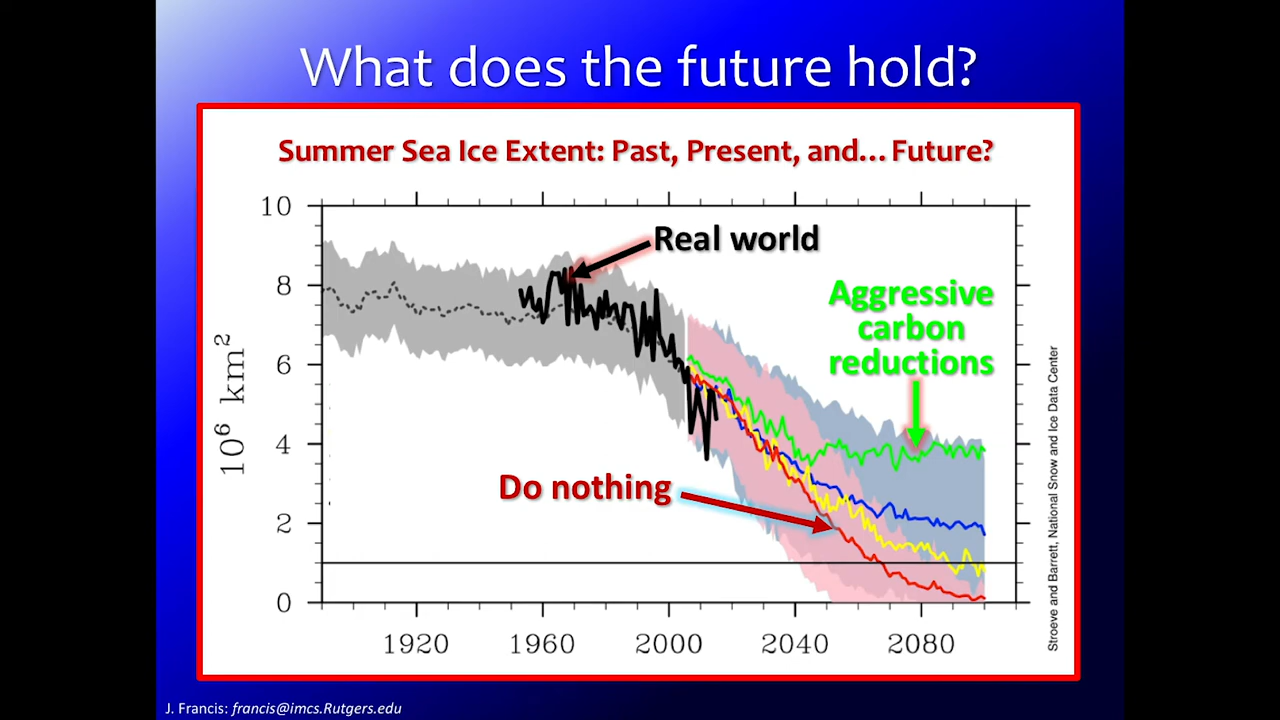 What does the future hold?
Summer Sea Ice Extent: Past, Present, and… Future?
10
8
6
4
2
0
10⁶ km²
Real world
Aggressive
carbon
reductions
Do nothing
1920
1960
2000
2040
2080
Stroeve and Barrett, National Snow and Ice Data Center
J. Francis: francis@imcs.Rutgers.edu